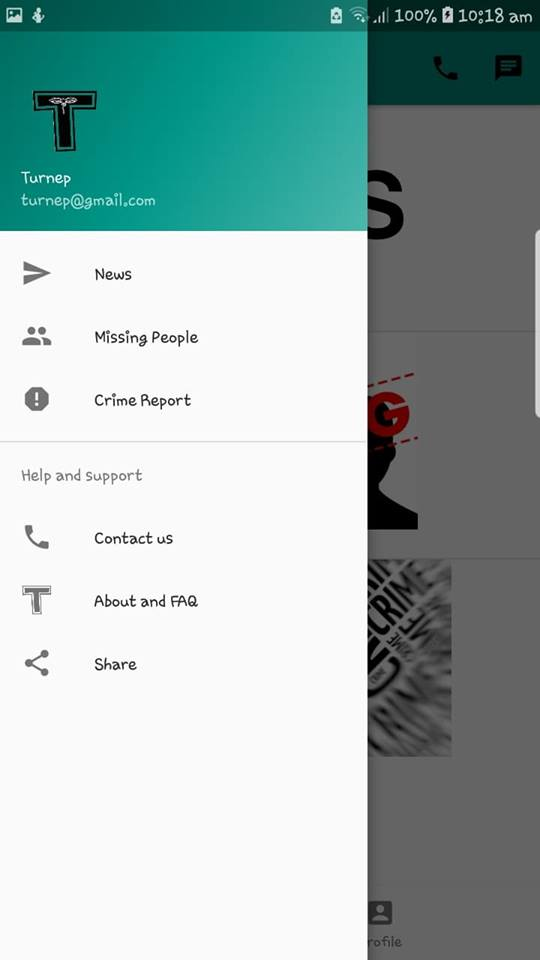 100% 10:18 am
T
Turnep
turnep@gmail.com
News
Missing People
Crime Report
Help and support
Contact us
T
About and FAQ
Share
S
G
CRIME
rofile